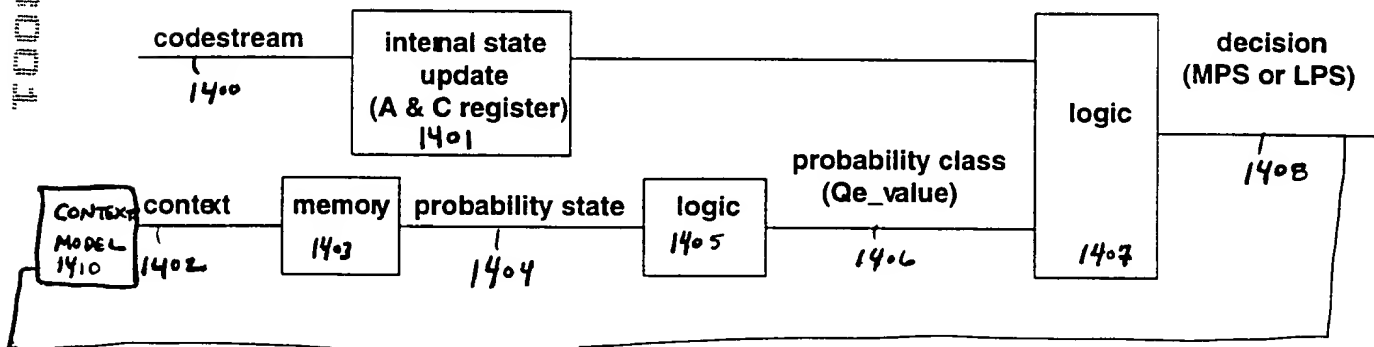 codestream
1400
internal state
update
(A & C register)
1401
logic
1407
decision
(MPS or LPS)
1408
CONTEXT
MODEL
1410
context
1402
memory
1403
probability state
1404
logic
1405
probability class
(Qe_value)
1406